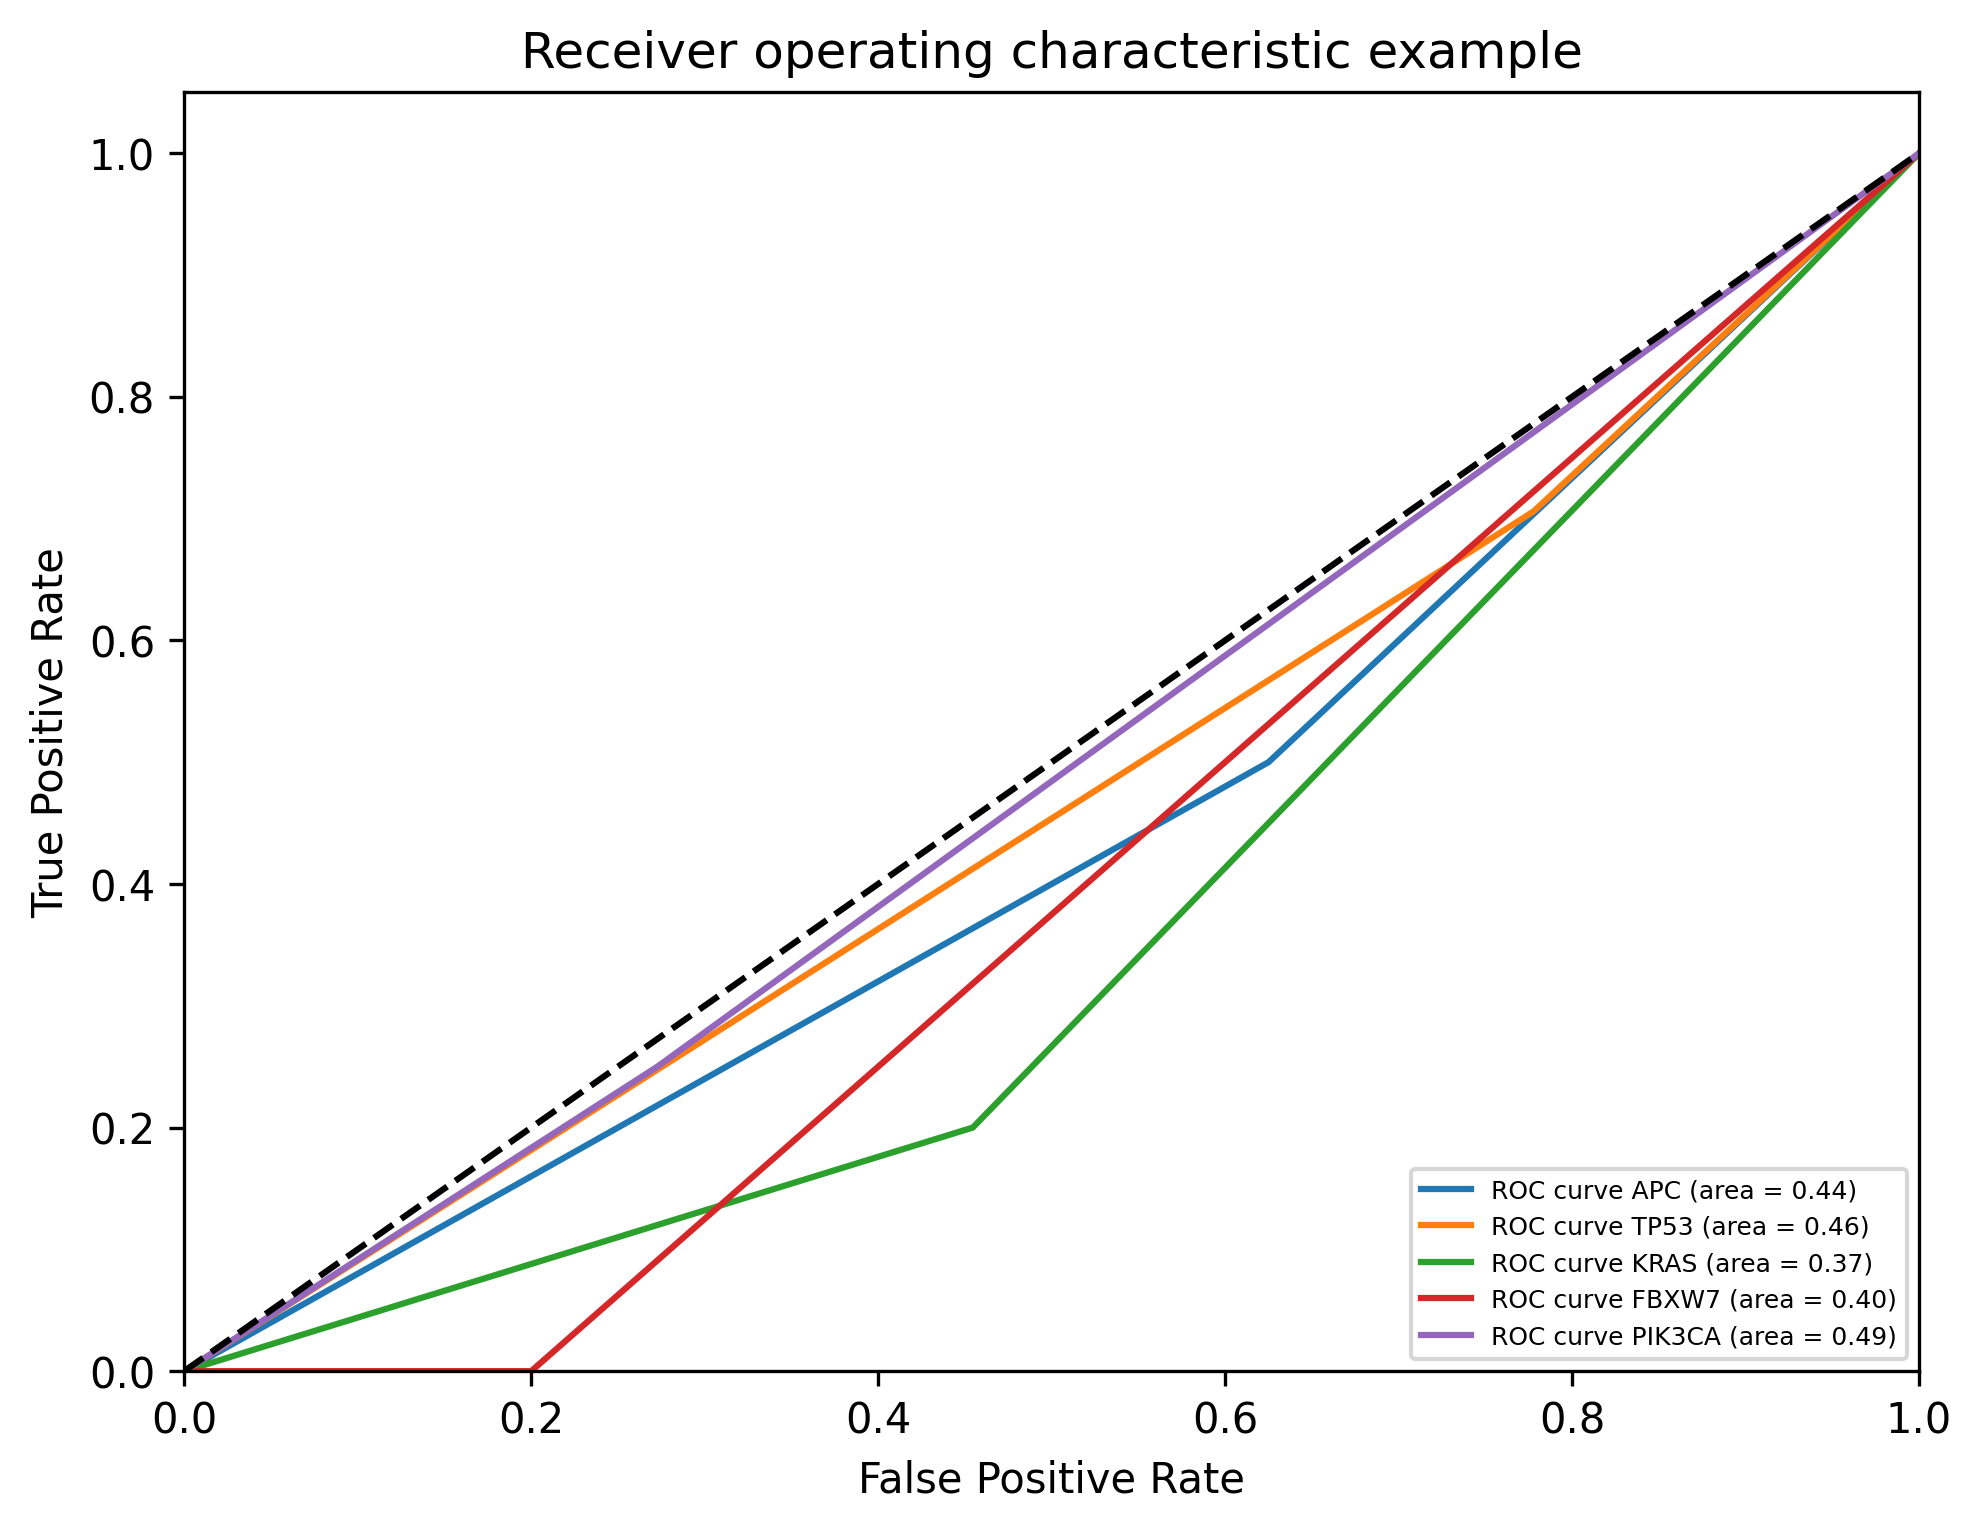 Receiver operating characteristic example
True Positive Rate
1.0
0.8
0.6
0.4
0.2
0.0
0.0 0.2 0.4 0.6 0.8 1.0
False Positive Rate
ROC curve APC (area = 0.44)
ROC curve TP53 (area = 0.46)
ROC curve KRAS (area = 0.37)
ROC curve FBXW7 (area = 0.40)
ROC curve PIK3CA (area = 0.49)